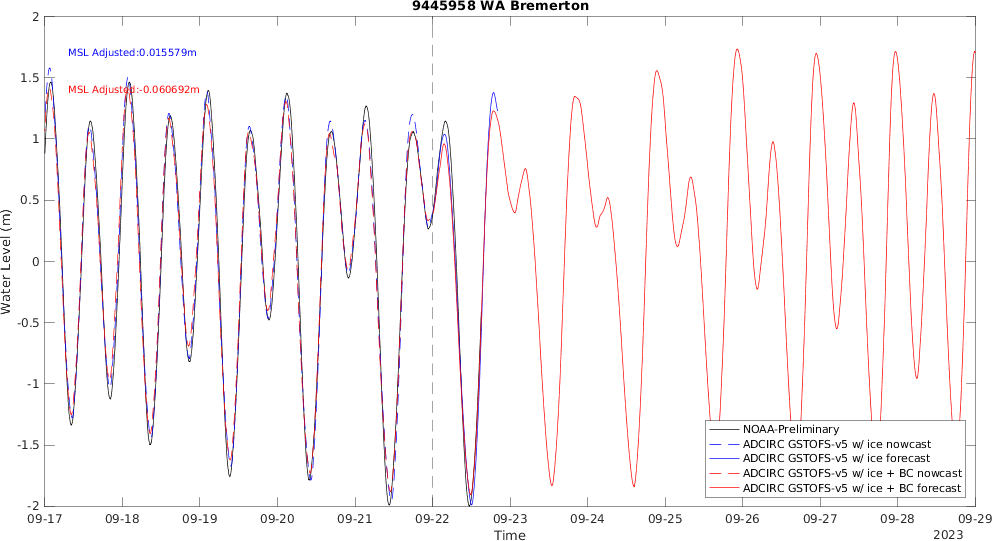 9445958 WA Bremerton
MSL Adjusted:0.015579m
MSL Adjusted:-0.060692m
Water Level (m)
2
1.5
1
0.5
0
-0.5
-1
-1.5
-2
NOAA-Preliminary
ADCIRC GSTOFS-v5 w/ ice nowcast
ADCIRC GSTOFS-v5 w/ ice forecast
ADCIRC GSTOFS-v5 w/ ice + BC nowcast
ADCIRC GSTOFS-v5 w/ ice + BC forecast
09-17 09-18 09-19 09-20 09-21 09-22 09-23 09-24 09-25 09-26 09-27 09-28 09-29
Time
2023